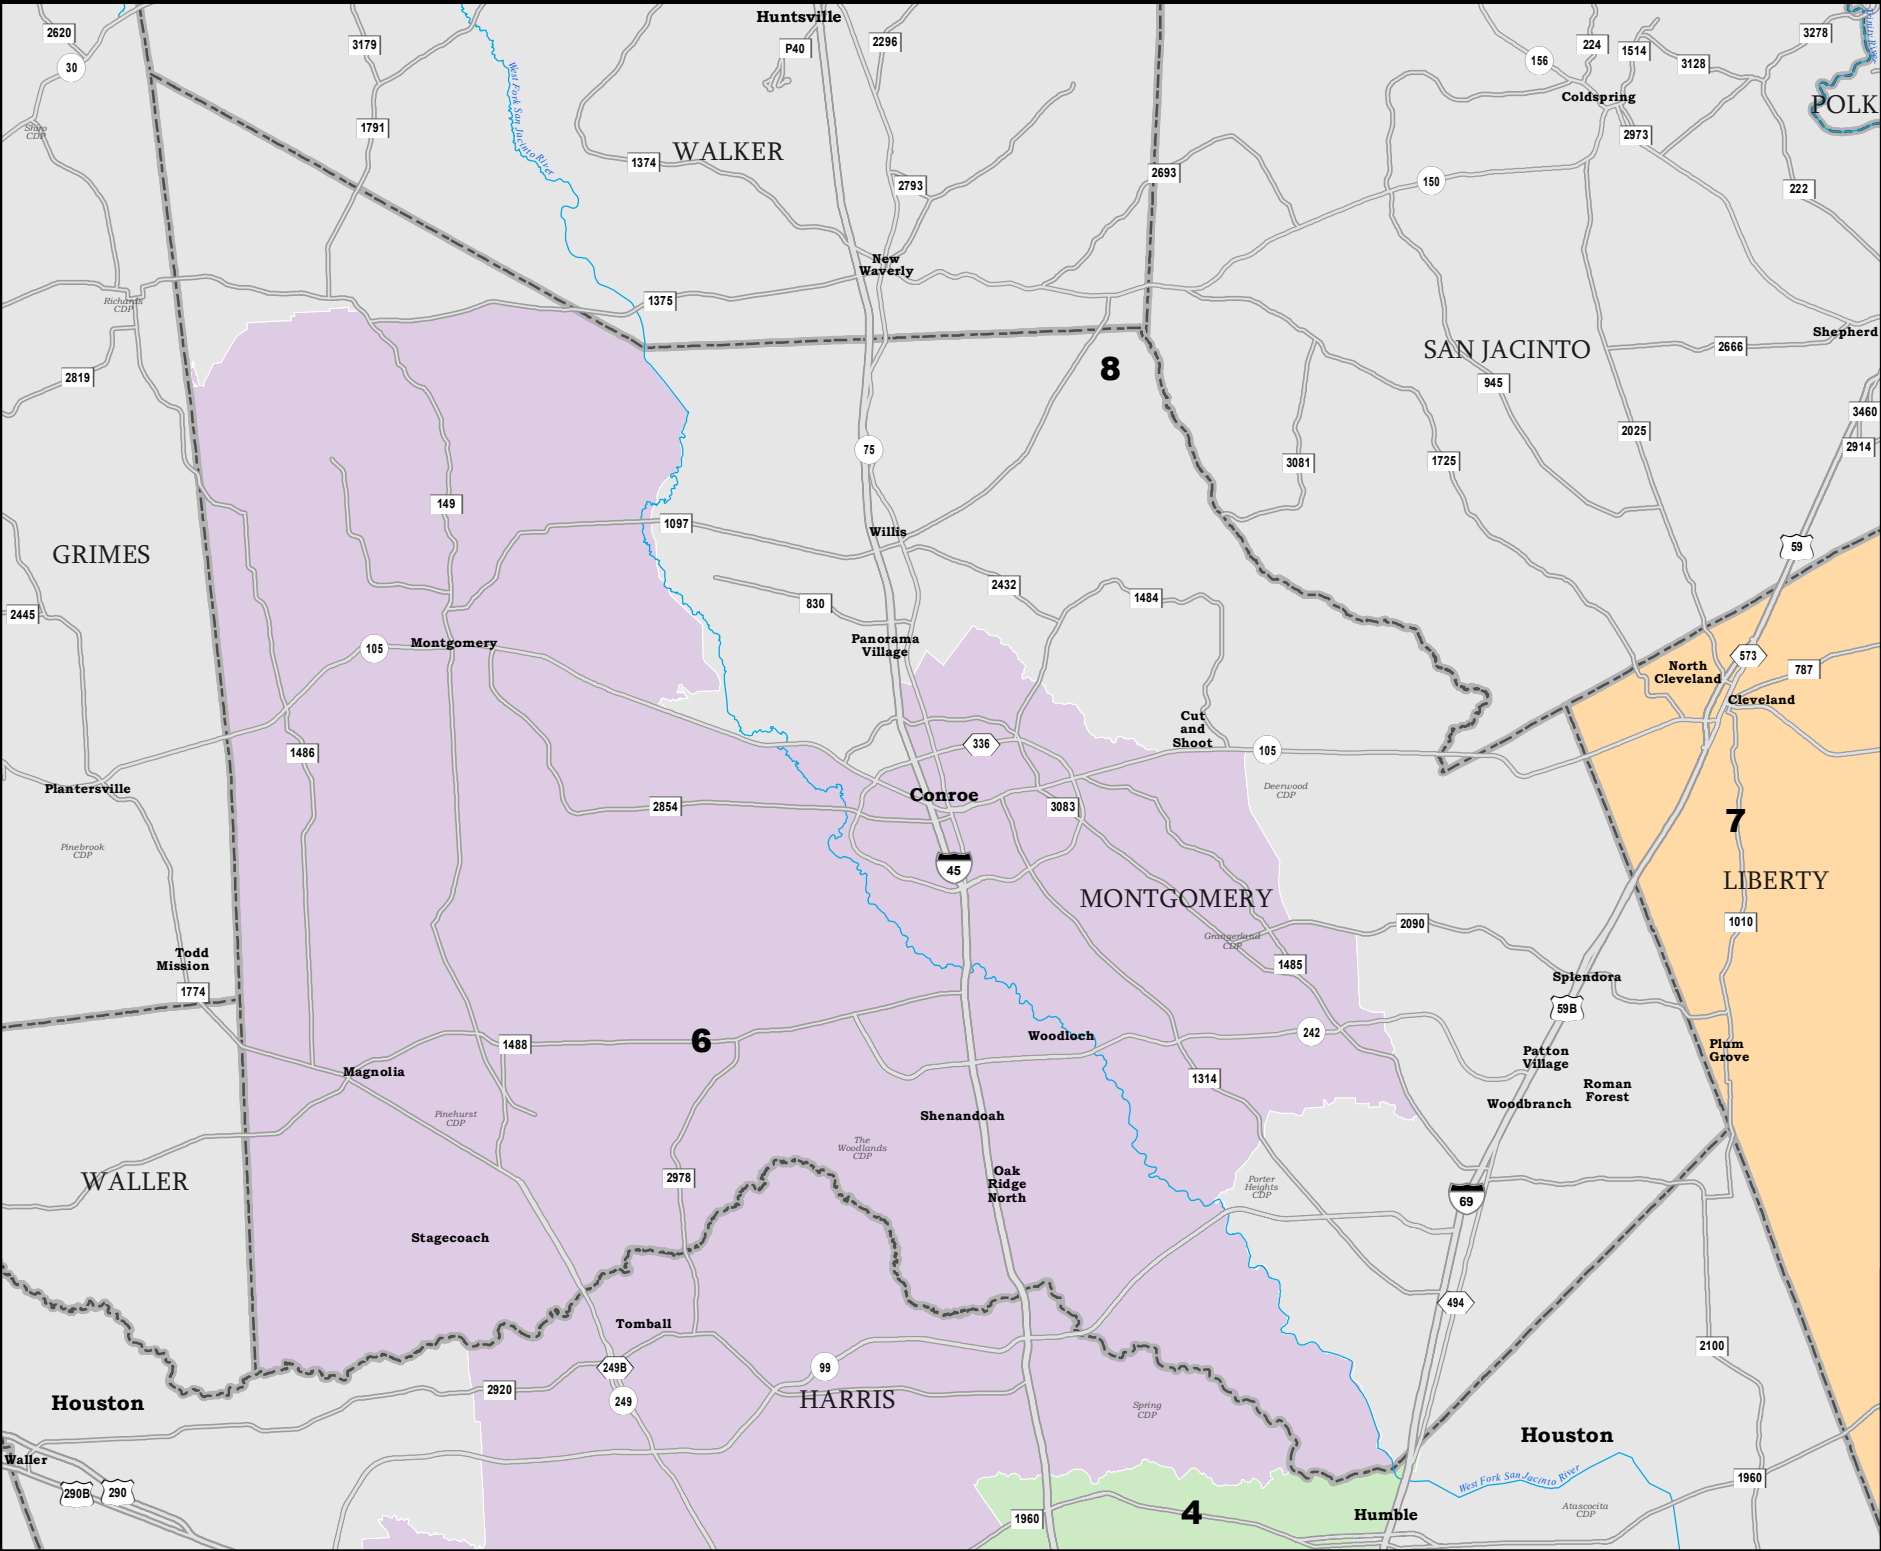 Huntsville
2620
3179
P40
2296
224
1514
3278
30
156
3128
Trinity River
West Fork San Jacinto River
Coldspring
POLK
Shiro
CDP
1791
2973
WALKER
1374
2693
150
2793
222
New
Waverly
Richards
CDP
1375
Shepherd
SAN JACINTO
2666
8
2819
945
3460
2025
2914
75
3081
1725
149
1097
Willis
GRIMES
59
2432
1484
830
2445
Montgomery
105
Panorama
Village
573
North
Cleveland
787
Cleveland
Cut
and
Shoot
1486
336
105
Plantersville
Conroe
Deerwood
CDP
2854
3083
7
Pinebrook
CDP
45
LIBERTY
MONTGOMERY
2090
1010
Grangerland
CDP
Todd
Mission
1485
1774
Splendora
59B
6
1488
Woodloch
242
Plum
Grove
Patton
Village
Magnolia
1314
Roman
Forest
Woodbranch
Pinehurst
CDP
Shenandoah
The
Woodlands
CDP
WALLER
2978
Oak
Ridge
North
Porter
Heights
CDP
69
Stagecoach
494
Tomball
2100
249B
99
2920
HARRIS
249
Houston
Spring
CDP
Houston
Waller
West Fork San Jacinto River
290B
290
1960
4
1960
Humble
Atascocita
CDP